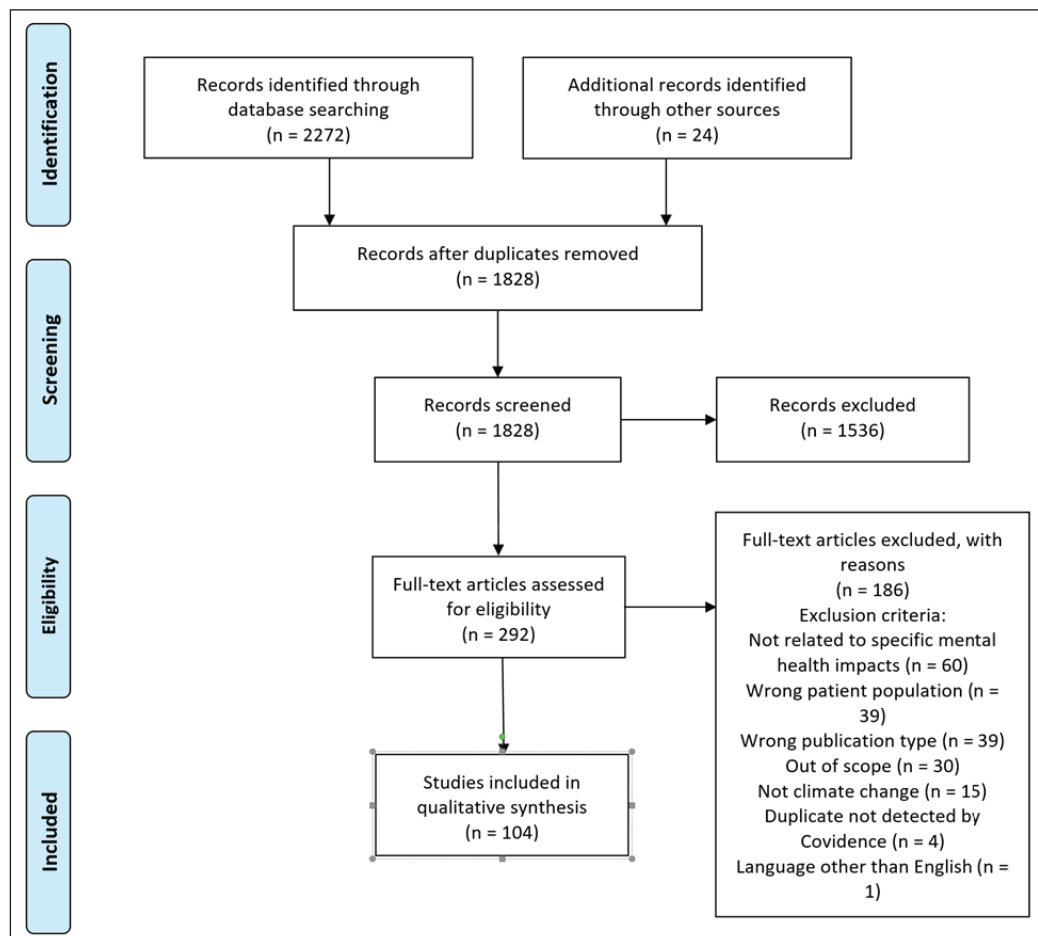 Identification
Records identified through
database searching
(n = 2272)
Additional records identified
through other sources
(n = 24)
Records after duplicates removed
(n = 1828)
Screening
Records screened
(n = 1828)
Records excluded
(n = 1536)
Eligibility
Full-text articles assessed
for eligibility
(n = 292)
Full-text articles excluded, with
reasons
(n = 186)
Exclusion criteria:
Not related to specific mental
health impacts (n = 60)
Wrong patient population (n =
39)
Wrong publication type (n = 39)
Out of scope (n = 30)
Not climate change (n = 15)
Duplicate not detected by
Covidence (n = 4)
Language other than English (n =
1)
Included
Studies included in
qualitative synthesis
(n = 104)